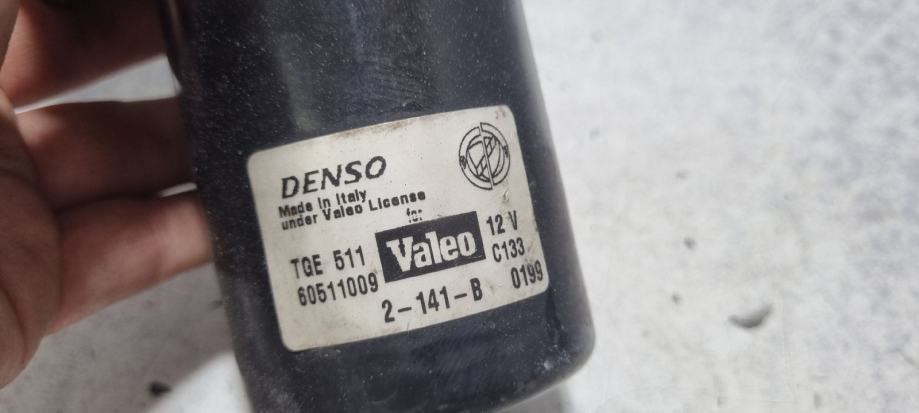 DENSO
Made in Italy
under Valeo License
for
TGE 511 Valeo 12 V
60511009 C133
2-141-B 0199